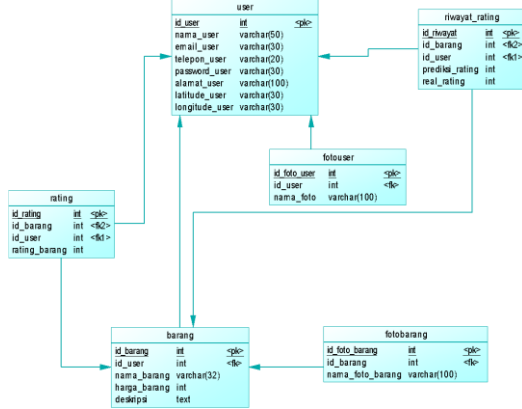 user
id_user int <pk>
nama_user varchar(50)
email_user varchar(30)
telepon_user varchar(20)
password_user varchar(30)
alamat_user varchar(100)
latitude_user varchar(30)
longitude_user varchar(30)
riwayat_rating
id_riwayat int <pk>
id_barang int <fk2>
id_user int <fk1>
prediksi_rating int
real_rating int
fotouser
id_foto_user int <pk>
id_user int <fk>
nama_foto varchar(100)
rating
id_rating int <pk>
id_barang int <fk2>
id_user int <fk1>
rating_barang int
barang
id_barang int <pk>
id_user int <fk>
nama_barang varchar(32)
harga_barang int
deskripsi text
fotobarang
id_foto_barang int <pk>
id_barang int <fk>
nama_foto_barang varchar(100)